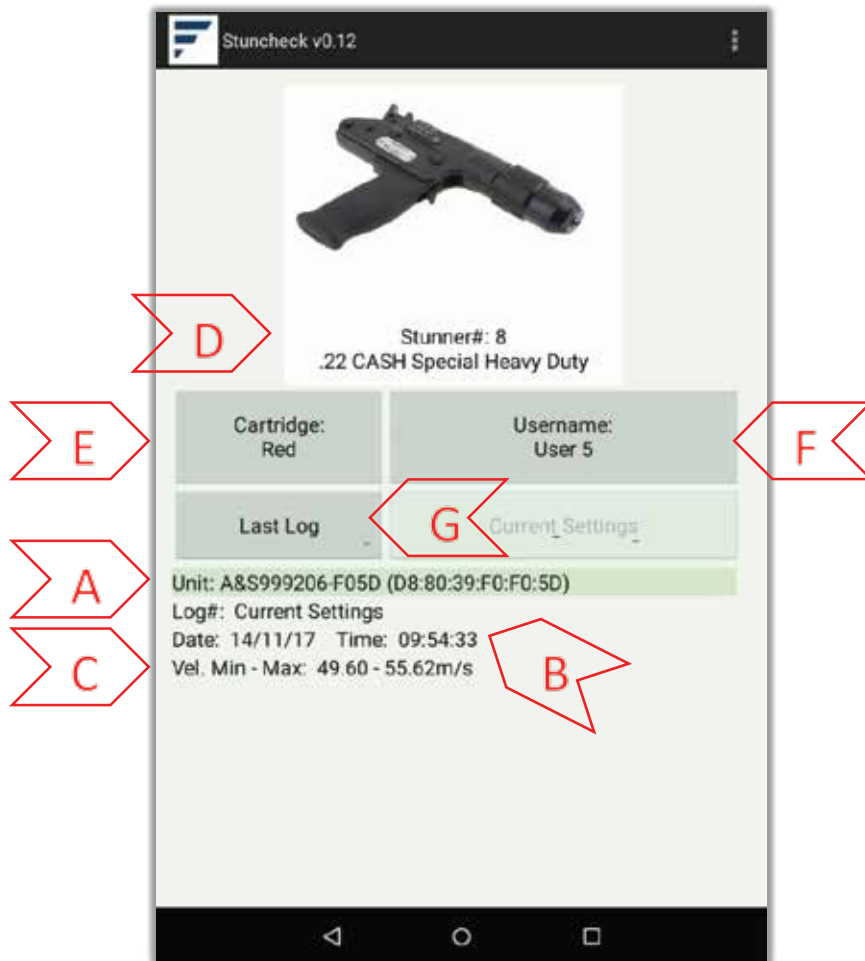 Stuncheck v0.12
D
Stunner#: 8
.22 CASH Special Heavy Duty
E
Cartridge:
Red
Username:
User 5
F
Last Log
G
Current Settings
A
Unit: A&S999206-F05D (D8:80:39:F0:F0:5D)
Log#: Current Settings
Date: 14/11/17 Time: 09:54:33
B
C
Vel. Min - Max: 49.60 - 55.62m/s